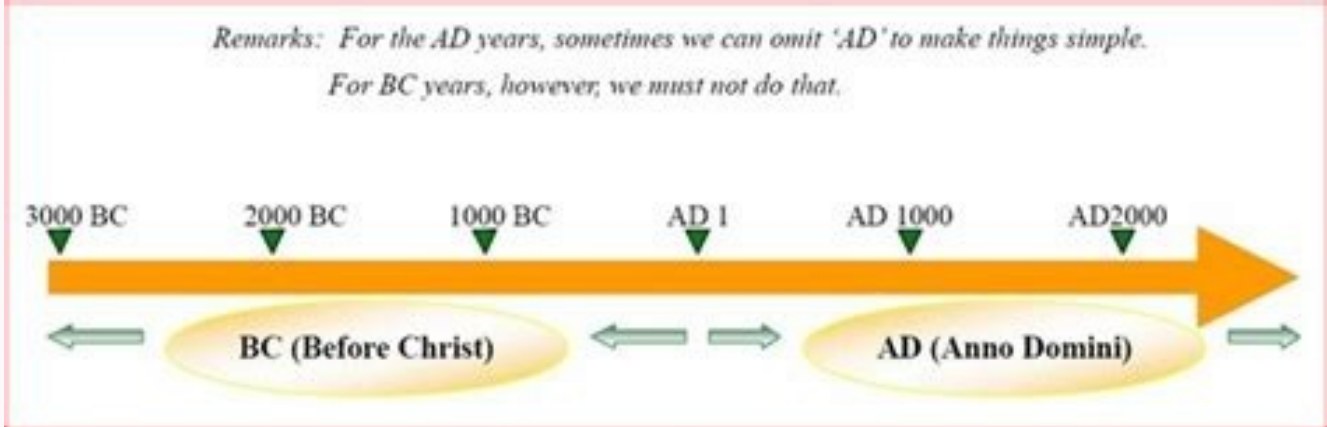 Remarks: For the AD years, sometimes we can omit ‘AD’ to make things simple.
For BC years, however, we must not do that.
3000 BC 2000 BC 1000 BC AD 1 AD 1000 AD2000
BC (Before Christ) AD (Anno Domini)